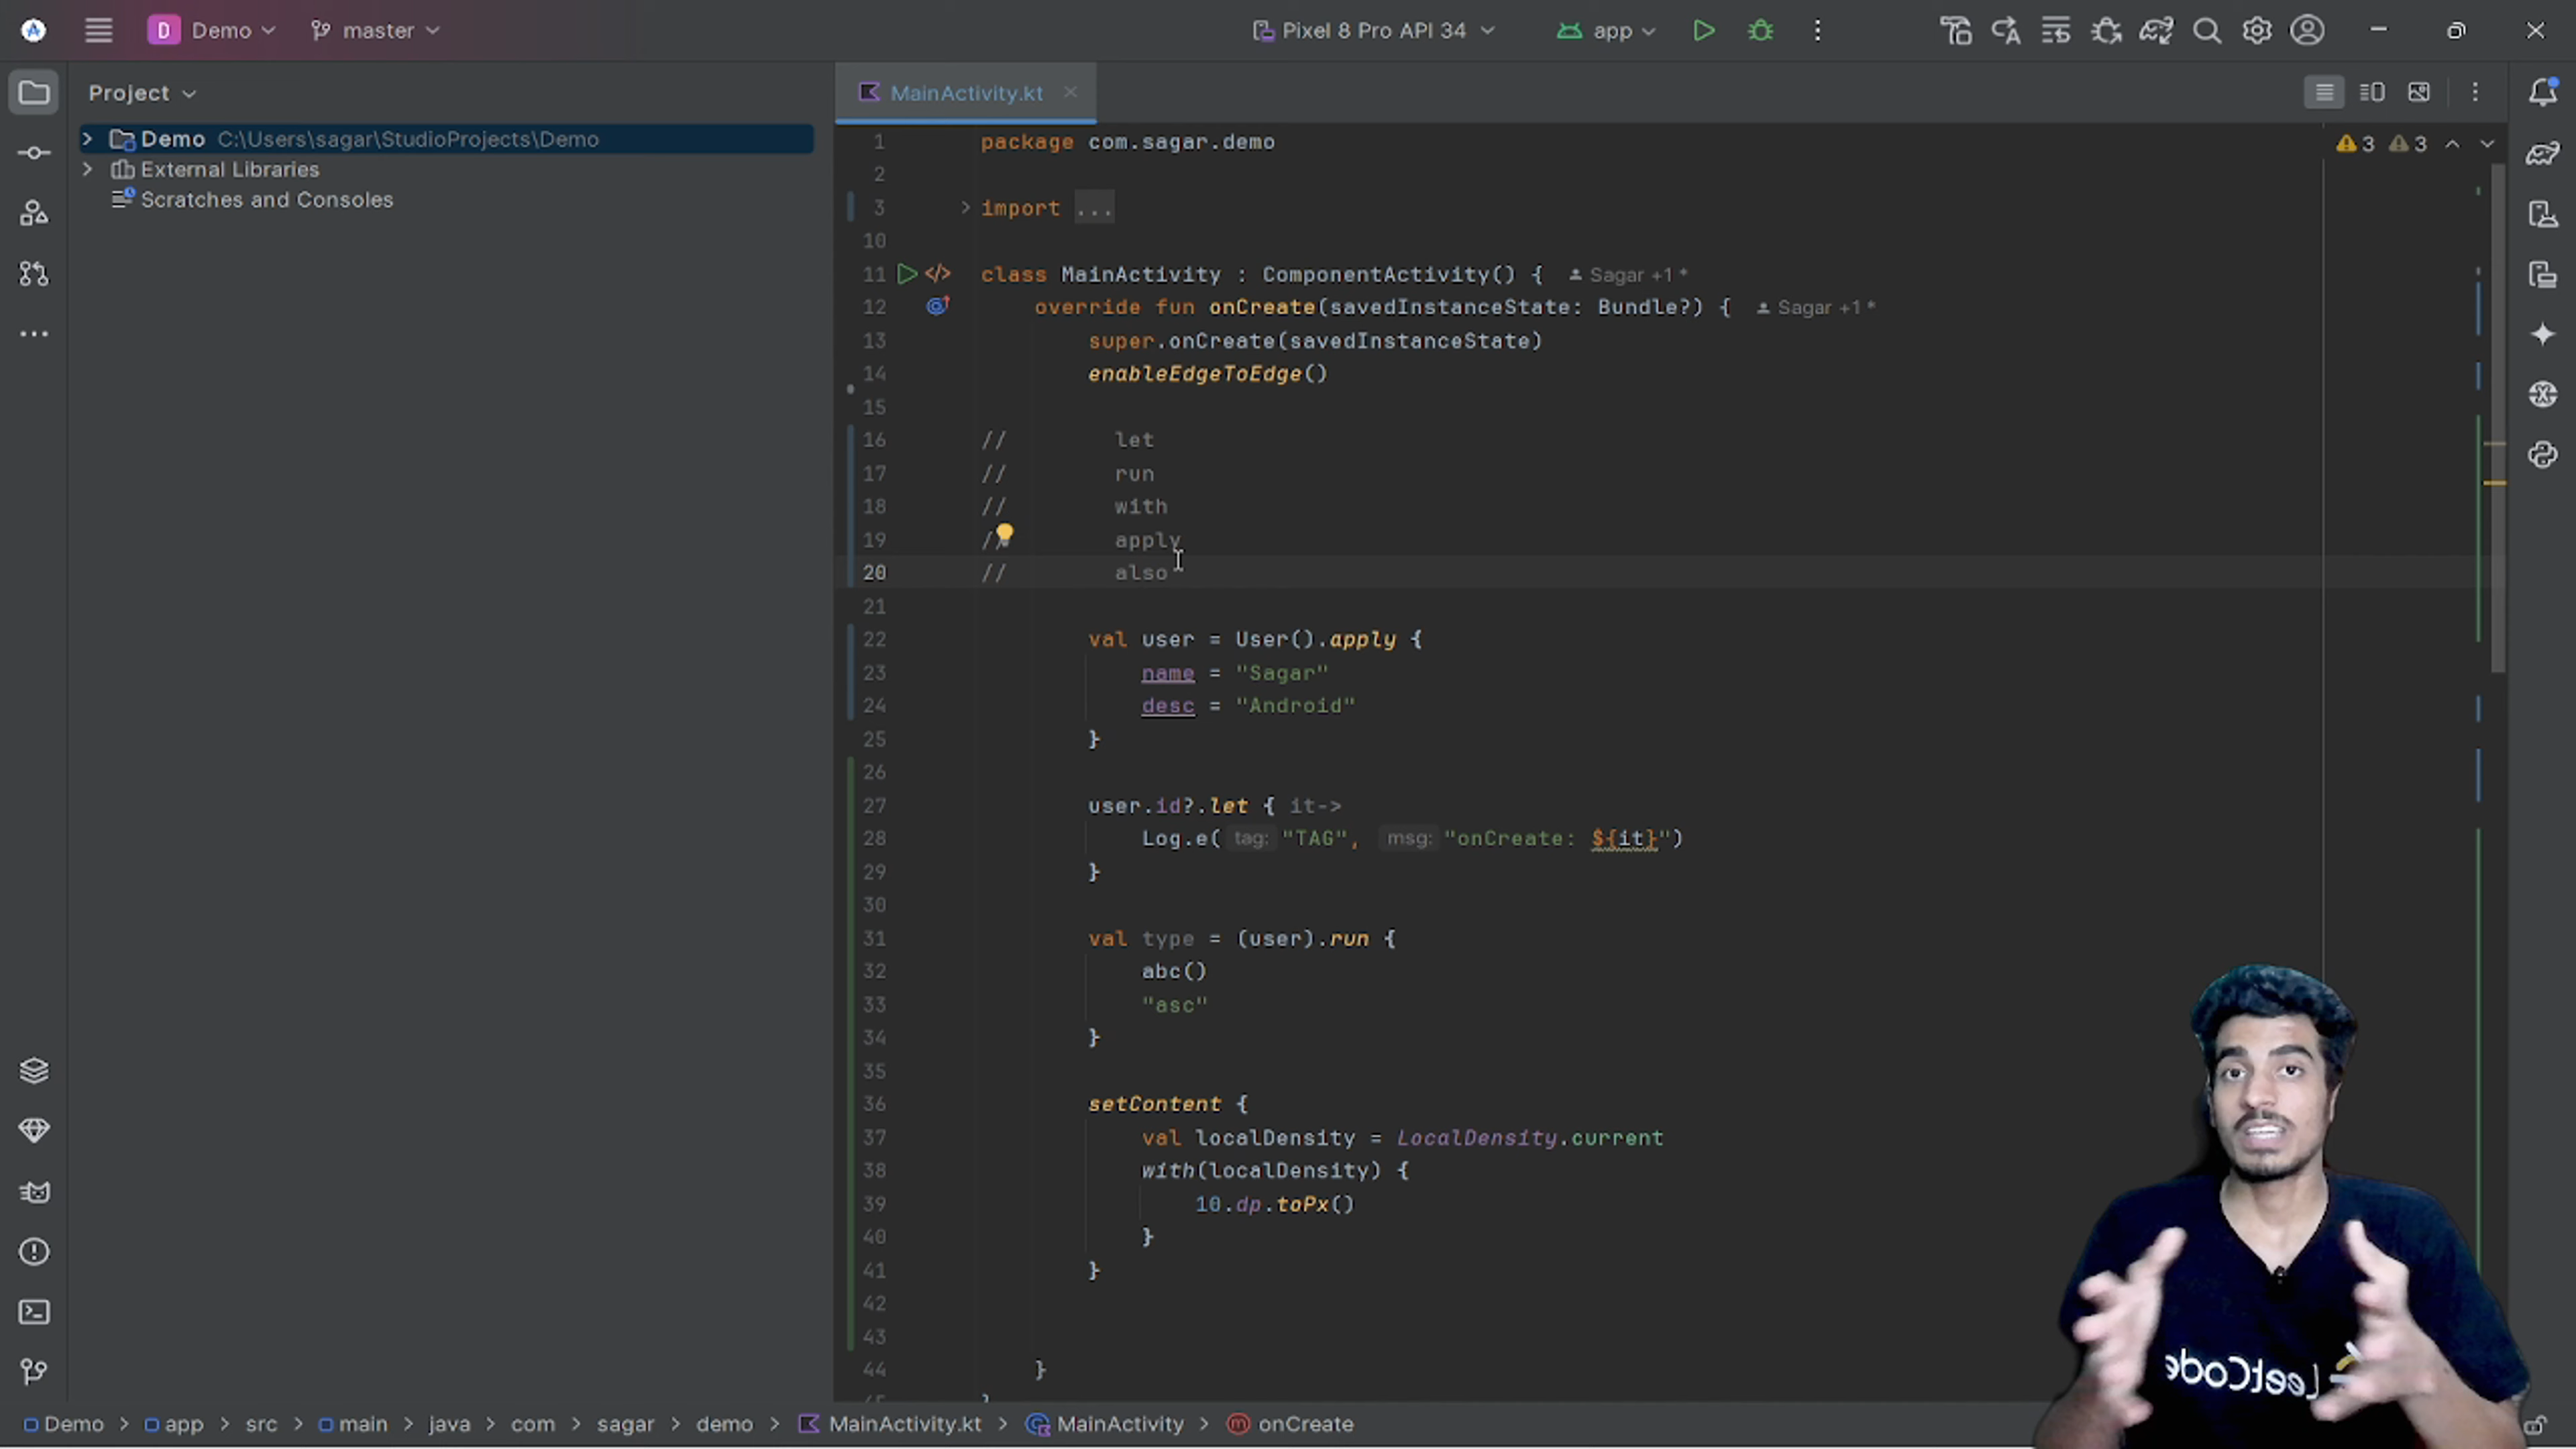 D Demo master Pixel 8 Pro API 34 app
Project MainActivity.kt
Demo C:\Users\sagar\StudioProjects\Demo
External Libraries
Scratches and Consoles
1 package com.sagar.demo
3 3
2
3 import ...
10
11 class MainActivity : ComponentActivity() { Sagar +1 *
12 override fun onCreate(savedInstanceState: Bundle?) { Sagar +1 *
13 super.onCreate(savedInstanceState)
14 enableEdgeToEdge()
15
16 // let
17 // run
18 // with
19 // apply
20 // also
21
22 val user = User().apply {
23 name = "Sagar"
24 desc = "Android"
25 }
26
27 user.id?.let { it->
28 Log.e( tag: "TAG", msg: "onCreate: ${it}")
29 }
30
31 val type = (user).run {
32 abc()
33 "asc"
34 }
35
36 setContent {
37 val localDensity = LocalDensity.current
38 with(localDensity) {
39 10.dp.toPx()
40 }
41 }
42
43
44 }
LeetCode
Demo > app > src > main > java > com > sagar > demo > MainActivity.kt > MainActivity > onCreate